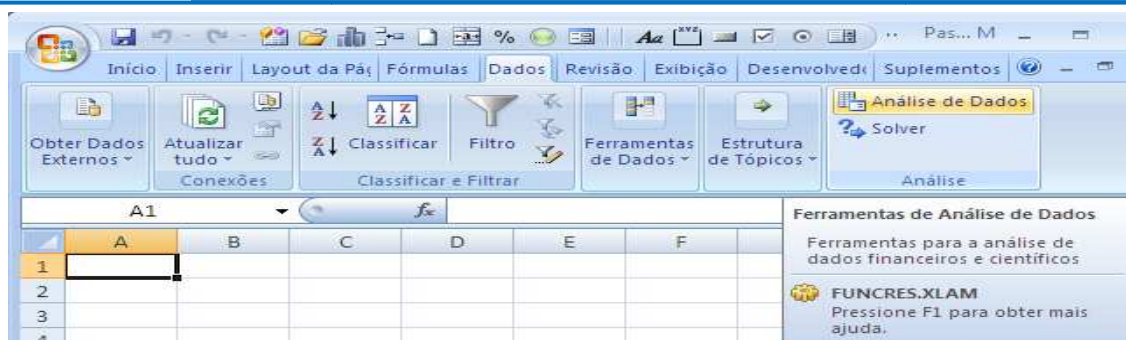 Aa XYZ Pas... M
Início Inserir Layout da Pág Fórmulas Dados Revisão Exibição Desenvolved Suplementos
Obter Dados Externos
Atualizar tudo
Conexões
A Z
Z A
A Z Z A
Classificar
Filtro
Classificar e Filtrar
Ferramentas de Dados
Estrutura de Tópicos
Análise de Dados
Solver
Análise
A1 fx
A B C D E F
1
2
3
Ferramentas de Análise de Dados
Ferramentas para a análise de
dados financeiros e científicos
FUNCRES.XLAM
Pressione F1 para obter mais
ajuda.